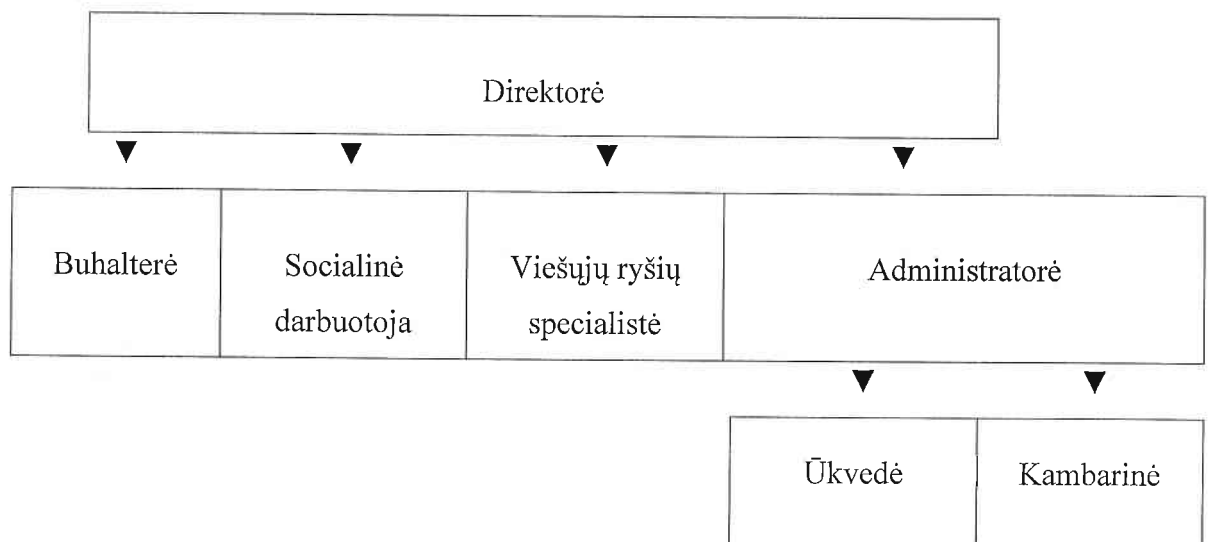 Direktorė
Buhalterė
Socialinė
darbuotoja
Viešųjų ryšių
specialistė
Administratorė
Ūkvedė
Kambarinė